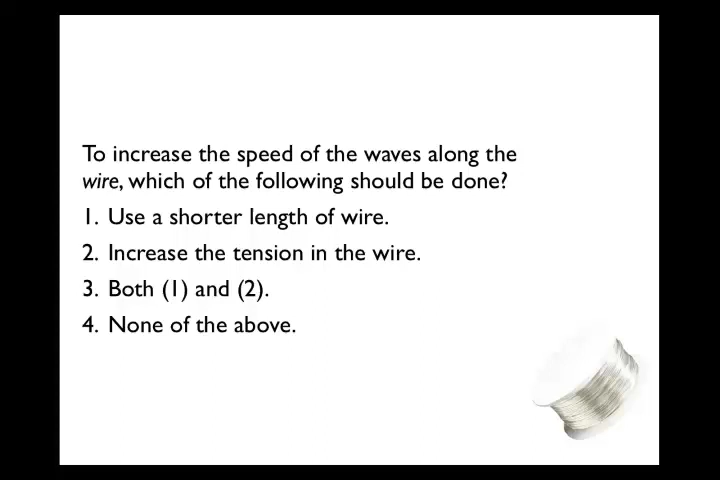 To increase the speed of the waves along the
wire, which of the following should be done?
1. Use a shorter length of wire.
2. Increase the tension in the wire.
3. Both (1) and (2).
4. None of the above.